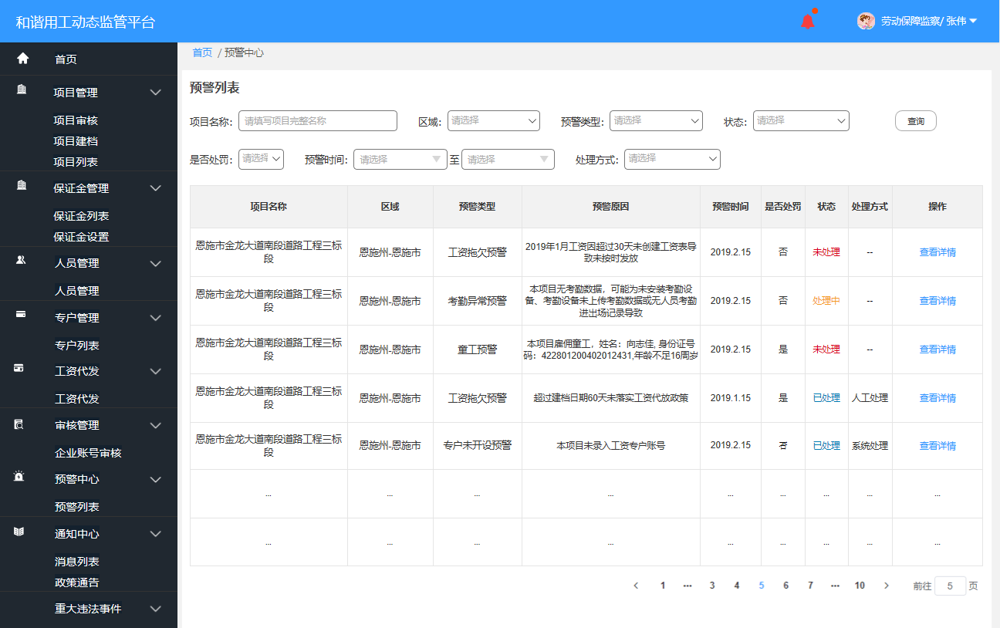 和谐用工动态监管平台
劳动保障监察/ 张伟
首页
项目管理
项目审核
项目建档
项目列表
保证金管理
保证金列表
保证金设置
人员管理
人员管理
专户管理
专户列表
工资代发
工资代发
审核管理
企业账号审核
预警中心
预警列表
通知中心
消息列表
政策通告
重大违法事件
首页 / 预警中心
预警列表
项目名称: 请填写项目完整名称 区域: 请选择 预警类型: 请选择 状态: 请选择 查询
是否处罚: 请选择 预警时间: 请选择 至 请选择 处理方式: 请选择
项目名称 区域 预警类型 预警原因 预警时间 是否处罚 状态 处理方式 操作
恩施市金龙大道南段道路工程三标
段
恩施州-恩施市 工资拖欠预警
2019年1月工资因超过30天未创建工资表导
致未按时发放
2019.2.15 否 未处理 -- 查看详情
恩施市金龙大道南段道路工程三标
段
恩施州-恩施市 考勤异常预警
本项目无考勤数据，可能为未安装考勤设
备、考勤设备未上传考勤数据或无人员考勤
进出场记录导致
2019.2.15 否 处理中 -- 查看详情
恩施市金龙大道南段道路工程三标
段
恩施州-恩施市 童工预警
本项目雇佣童工，姓名：向志佳, 身份证号
码：422801200402012431,年龄不足16周岁
2019.2.15 是 未处理 -- 查看详情
恩施市金龙大道南段道路工程三标
段
恩施州-恩施市 工资拖欠预警 超过建档日期60天未落实工资代放政策 2019.1.15 是 已处理 人工处理 查看详情
恩施市金龙大道南段道路工程三标
段
恩施州-恩施市 专户未开设预警 本项目未录入工资专户账号 2019.2.15 否 已处理 系统处理 查看详情
... ... ... ... ... ... ... ... ...
... ... ... ... ... ... ... ... ...
< 1 ··· 3 4 5 6 7 ··· 10 > 前往 5 页